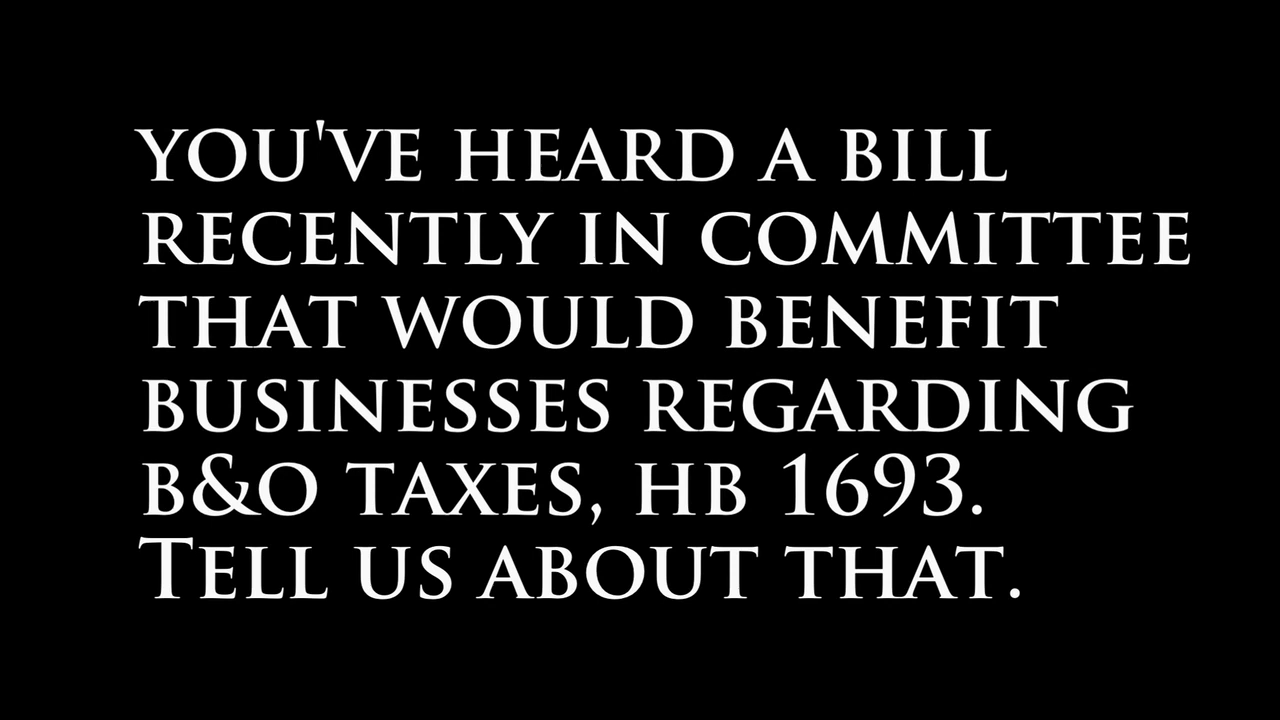 you've heard a bill
recently in committee
that would benefit
businesses regarding
b&o taxes, hb 1693.
Tell us about that.